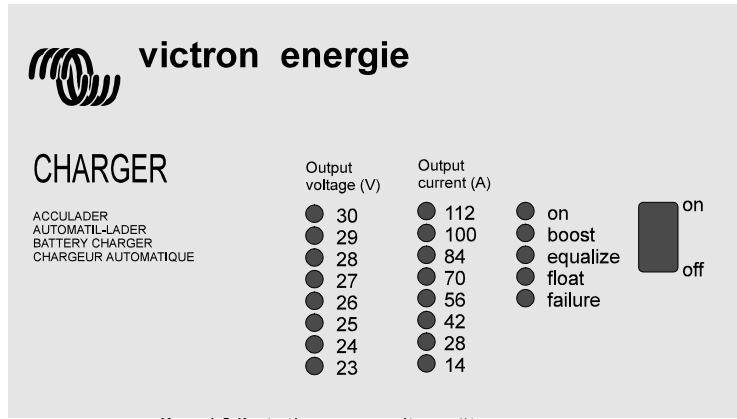 victron energie
CHARGER
ACCULADER
AUTOMATIL-LADER
BATTERY CHARGER
CHARGEUR AUTOMATIQUE
Output
voltage (V)
30
29
28
27
26
25
24
23
Output
current (A)
112
100
84
70
56
42
28
14
on
boost
equalize
float
failure
on
off